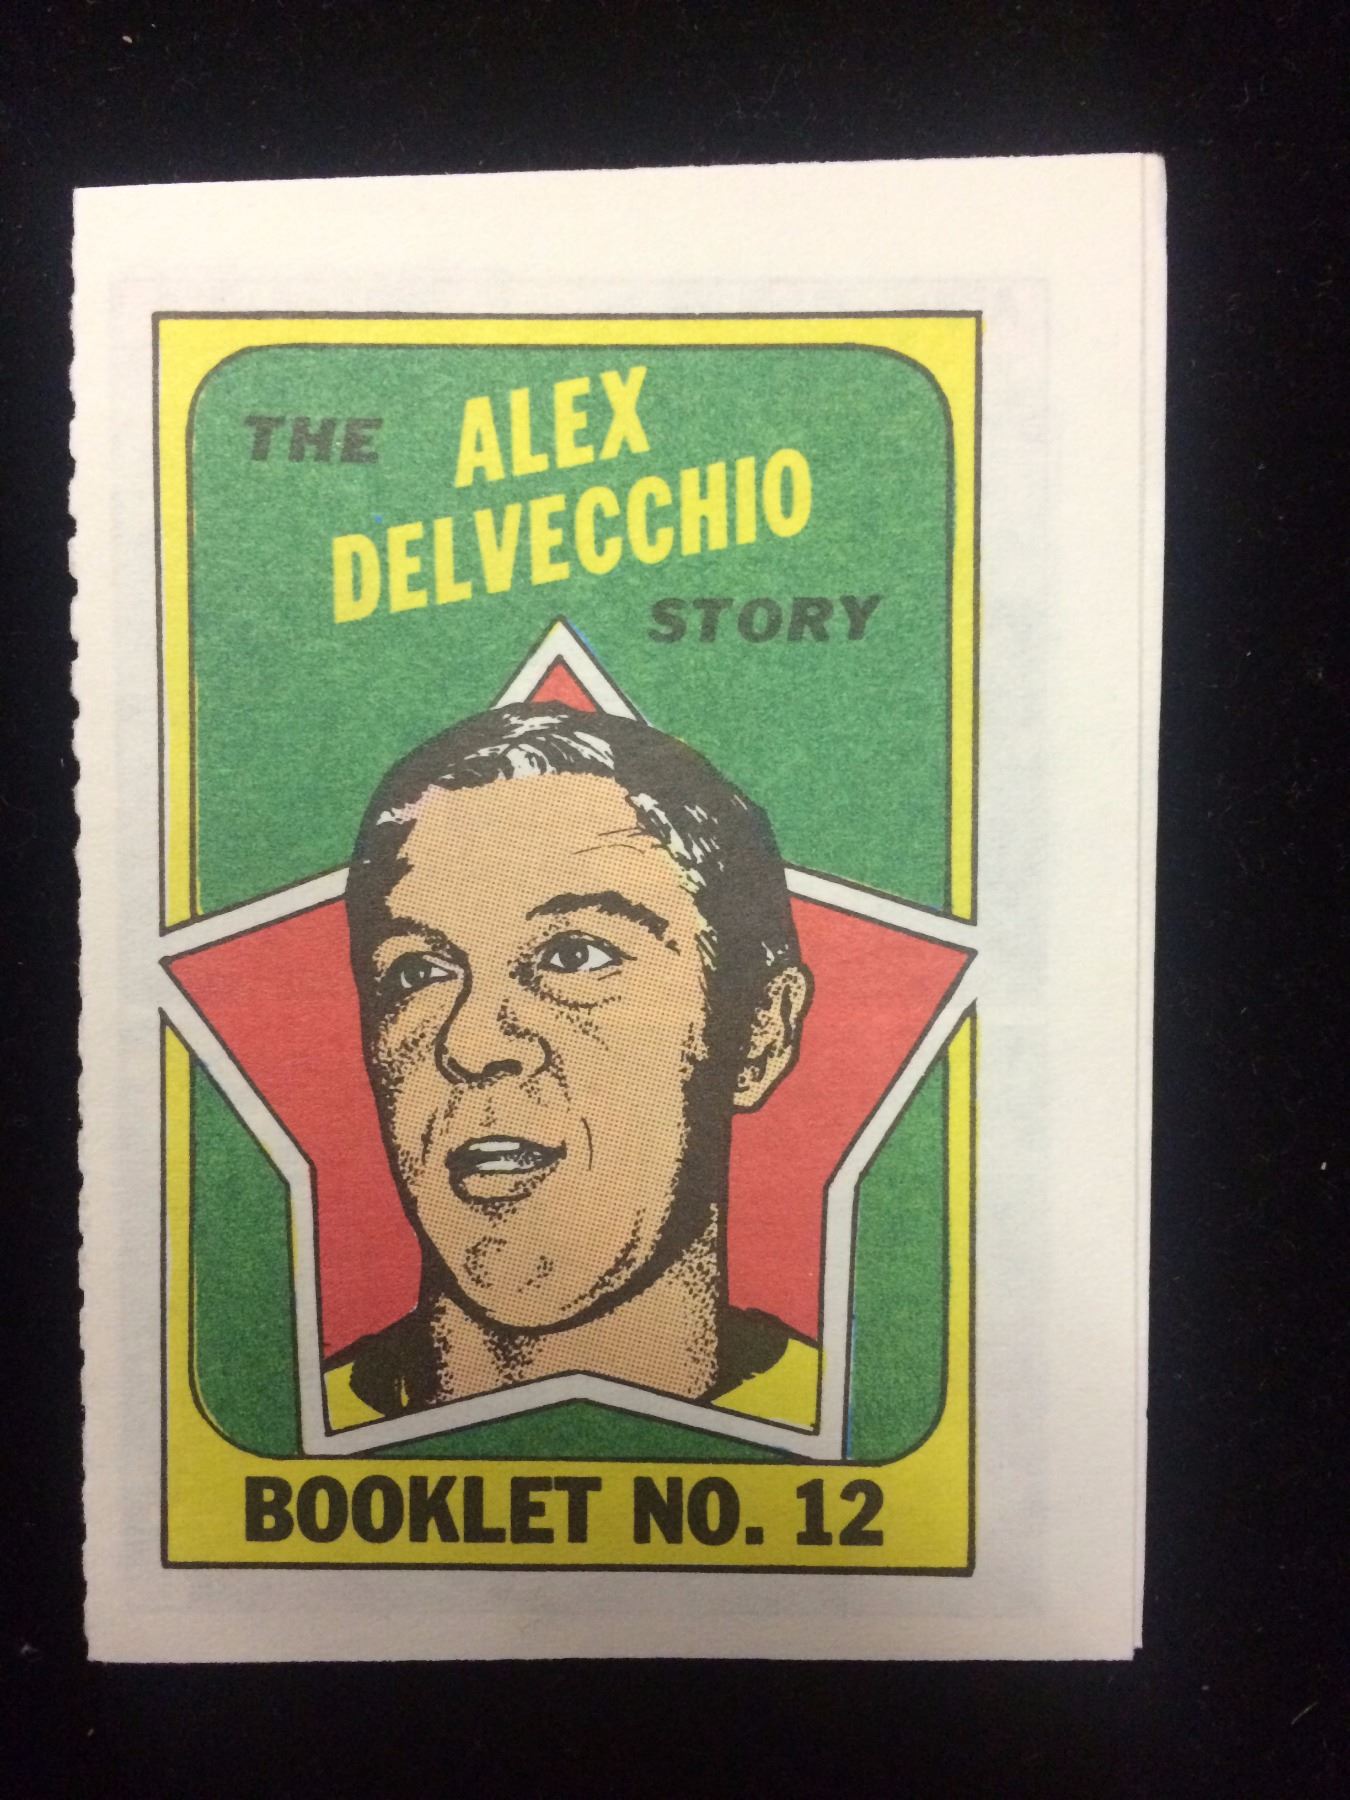 THE ALEX
DELVECCHIO
STORY
BOOKLET NO. 12